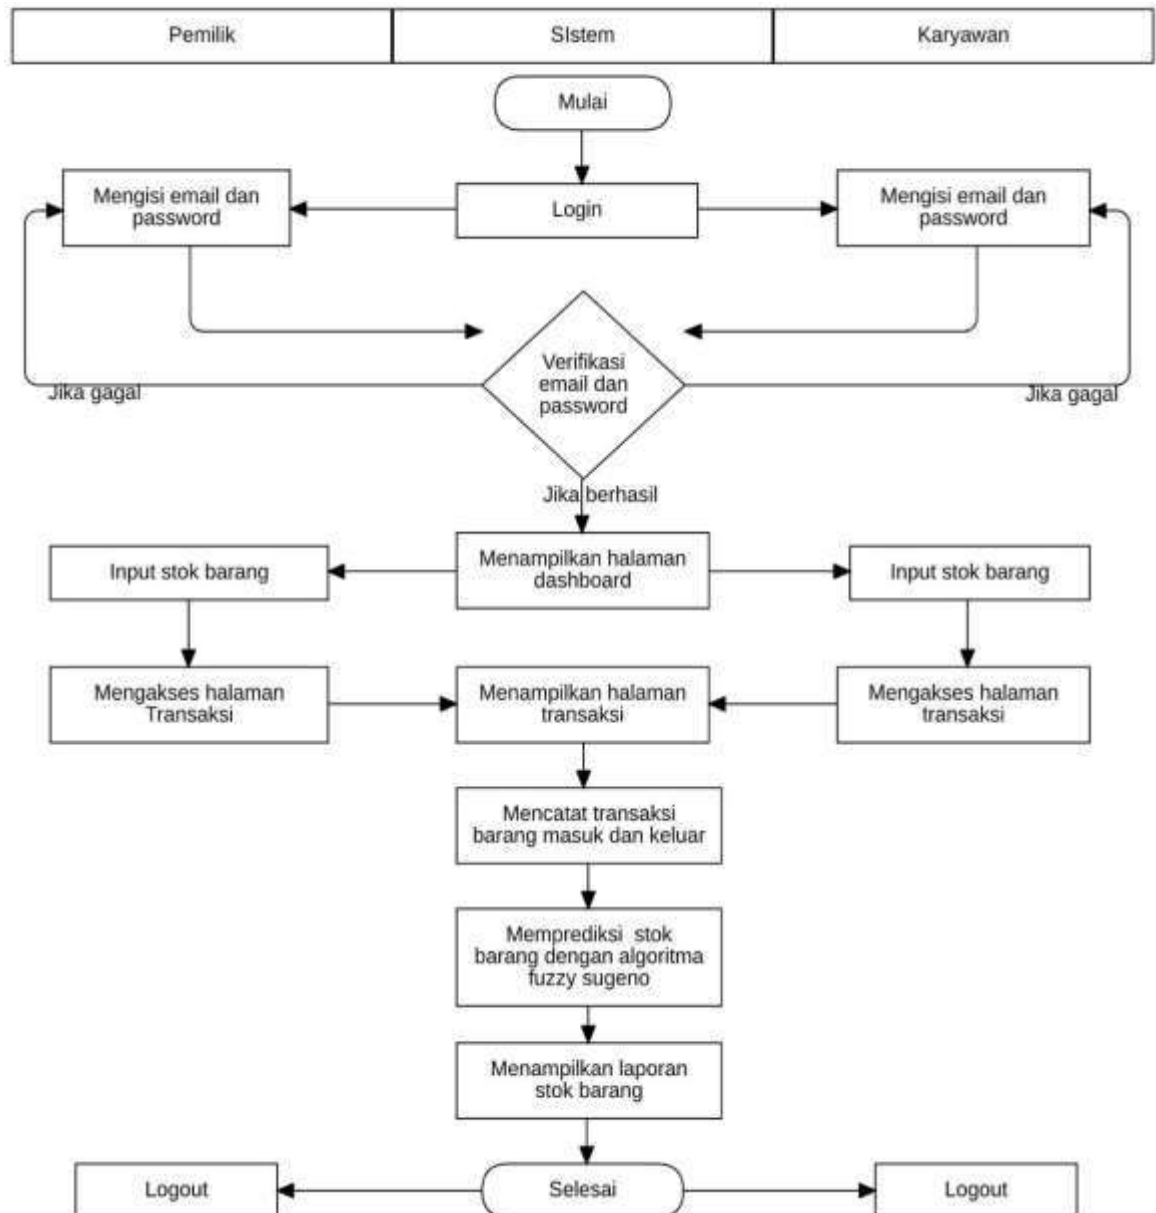 Pemilik
SIstem
Karyawan
Mulai
Mengisi email dan
password
Login
Mengisi email dan
password
Verifikasi
email dan
password
Jika gagal
Jika gagal
Jika berhasil
Input stok barang
Menampilkan halaman
dashboard
Input stok barang
Mengakses halaman
Transaksi
Menampilkan halaman
transaksi
Mengakses halaman
transaksi
Mencatat transaksi
barang masuk dan keluar
Memprediksi stok
barang dengan algoritma
fuzzy sugeno
Menampilkan laporan
stok barang
Logout
Selesai
Logout